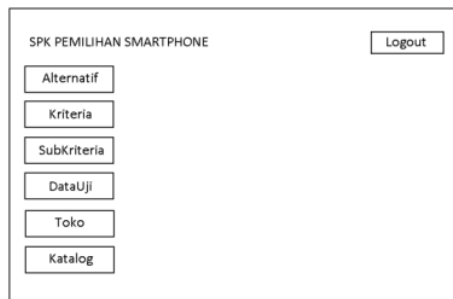 SPK PEMILIHAN SMARTPHONE
Logout
Alternatif
Kriteria
SubKriteria
DataUji
Toko
Katalog